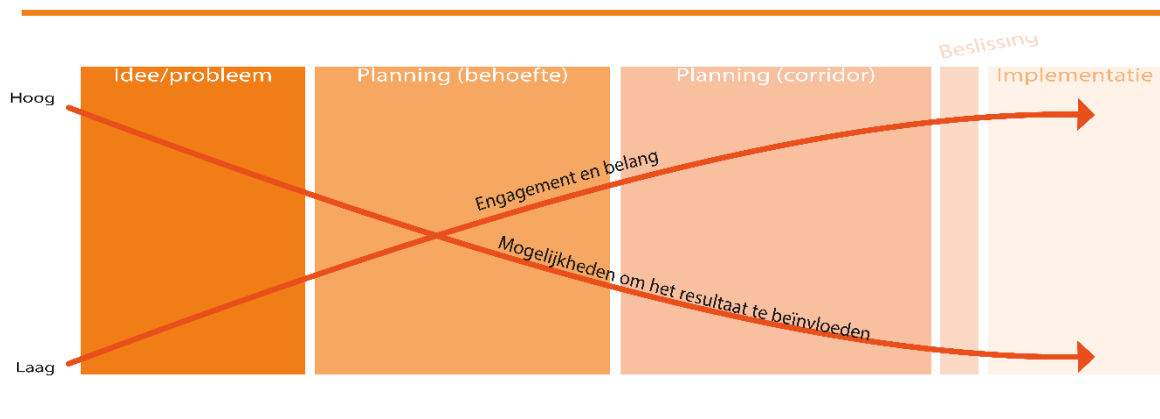 Beslissing
Idee/probleem
Planning (behoefte)
Planning (corridor)
Implementatie
Hoog
Engagement en belang
Mogelijkheden om het resultaat te beïnvloeden
Laag